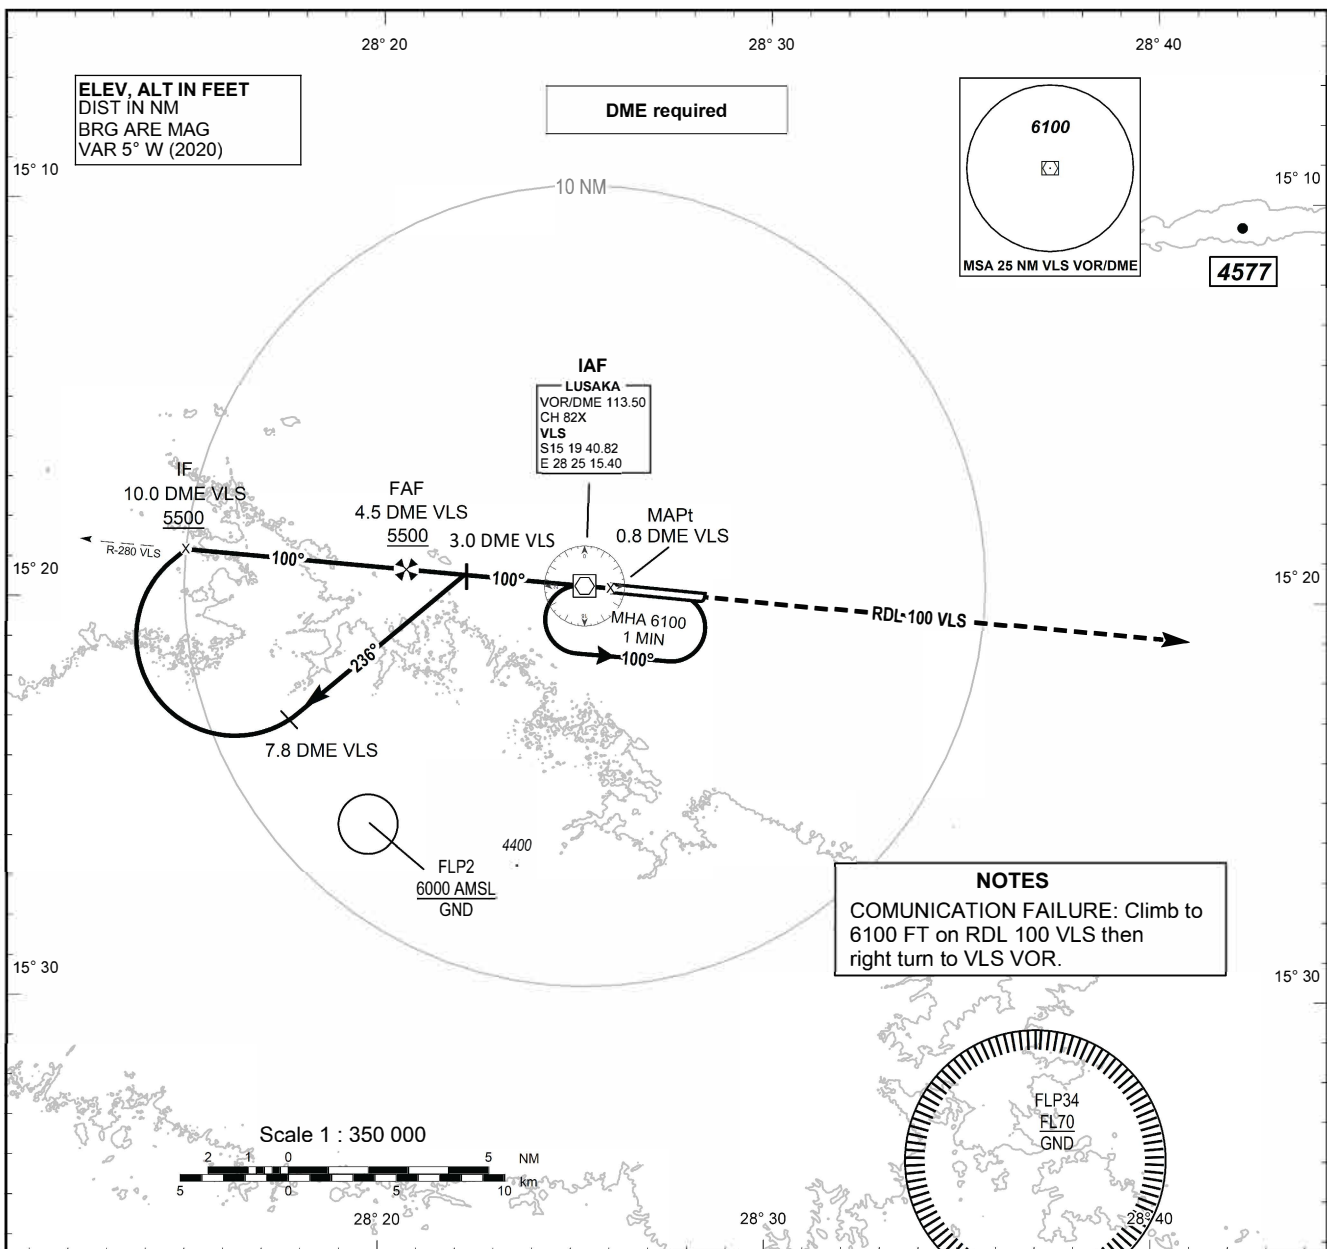 28° 20
28° 30
28° 40
ELEV, ALT IN FEET
DIST IN NM
BRG ARE MAG
VAR 5° W (2020)
DME required
6100
MSA 25 NM VLS VOR/DME
15° 10
15° 10
10 NM
4577
IAF
LUSAKA
VOR/DME 113.50
CH 82X
VLS
S15 19 40.82
E 28 25 15.40
IF
10.0 DME VLS
5500
FAF
4.5 DME VLS
5500
3.0 DME VLS
MAPt
0.8 DME VLS
R-280 VLS
X
100°
100°
X
15° 20
15° 20
MHA 6100
1 MIN
100°
RDL 100 VLS
236°
7.8 DME VLS
4400
FLP2
6000 AMSL
GND
NOTES
COMUNICATION FAILURE: Climb to
6100 FT on RDL 100 VLS then
right turn to VLS VOR.
15° 30
15° 30
FLP34
FL70
GND
Scale 1 : 350 000
2 1 0 5 NM
5 0 5 10 km
28° 20
28° 30
28° 40